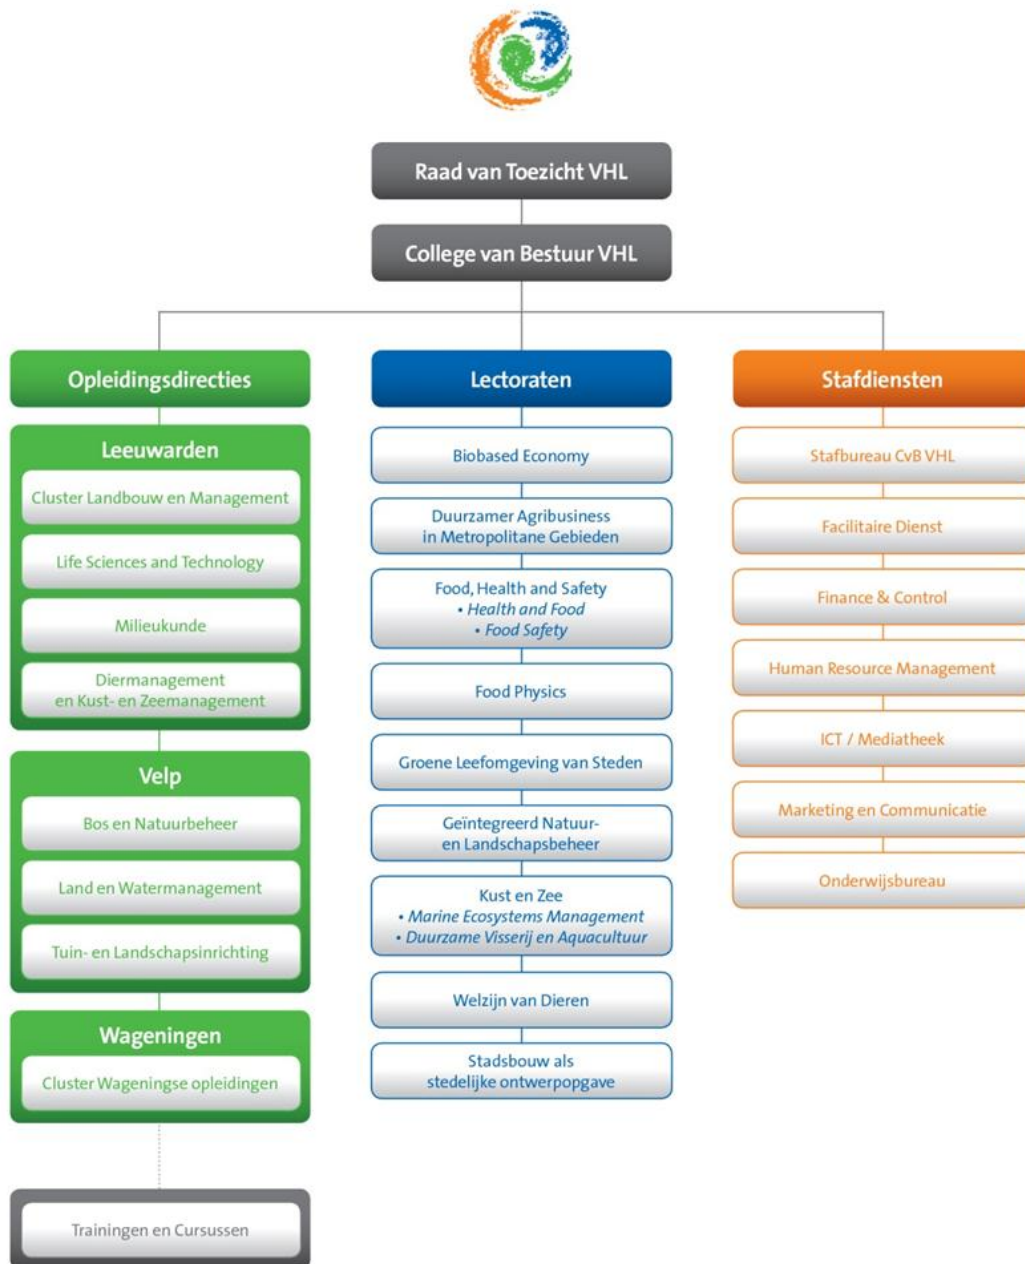 Raad van Toezicht VHL
College van Bestuur VHL
Opleidingsdirecties
Leeuwarden
Cluster Landbouw en Management
Life Sciences and Technology
Milieukunde
Diermanagement
en Kust- en Zeemanagement
Velp
Bos en Natuurbeheer
Land en Watermanagement
Tuin- en Landschapsinrichting
Wageningen
Cluster Wageningse opleidingen
Trainingen en Cursussen
Lectoraten
Biobased Economy
Duurzamer Agribusiness
in Metropolitane Gebieden
Food, Health and Safety
• Health and Food
• Food Safety
Food Physics
Groene Leefomgeving van Steden
Geïntegreerd Natuur-
en Landschapsbeheer
Kust en Zee
• Marine Ecosystems Management
• Duurzame Visserij en Aquacultuur
Welzijn van Dieren
Stadsbouw als
stedelijke ontwerpopgave
Stafdiensten
Stafbureau CvB VHL
Facilitaire Dienst
Finance & Control
Human Resource Management
ICT / Mediatheek
Marketing en Communicatie
Onderwijsbureau